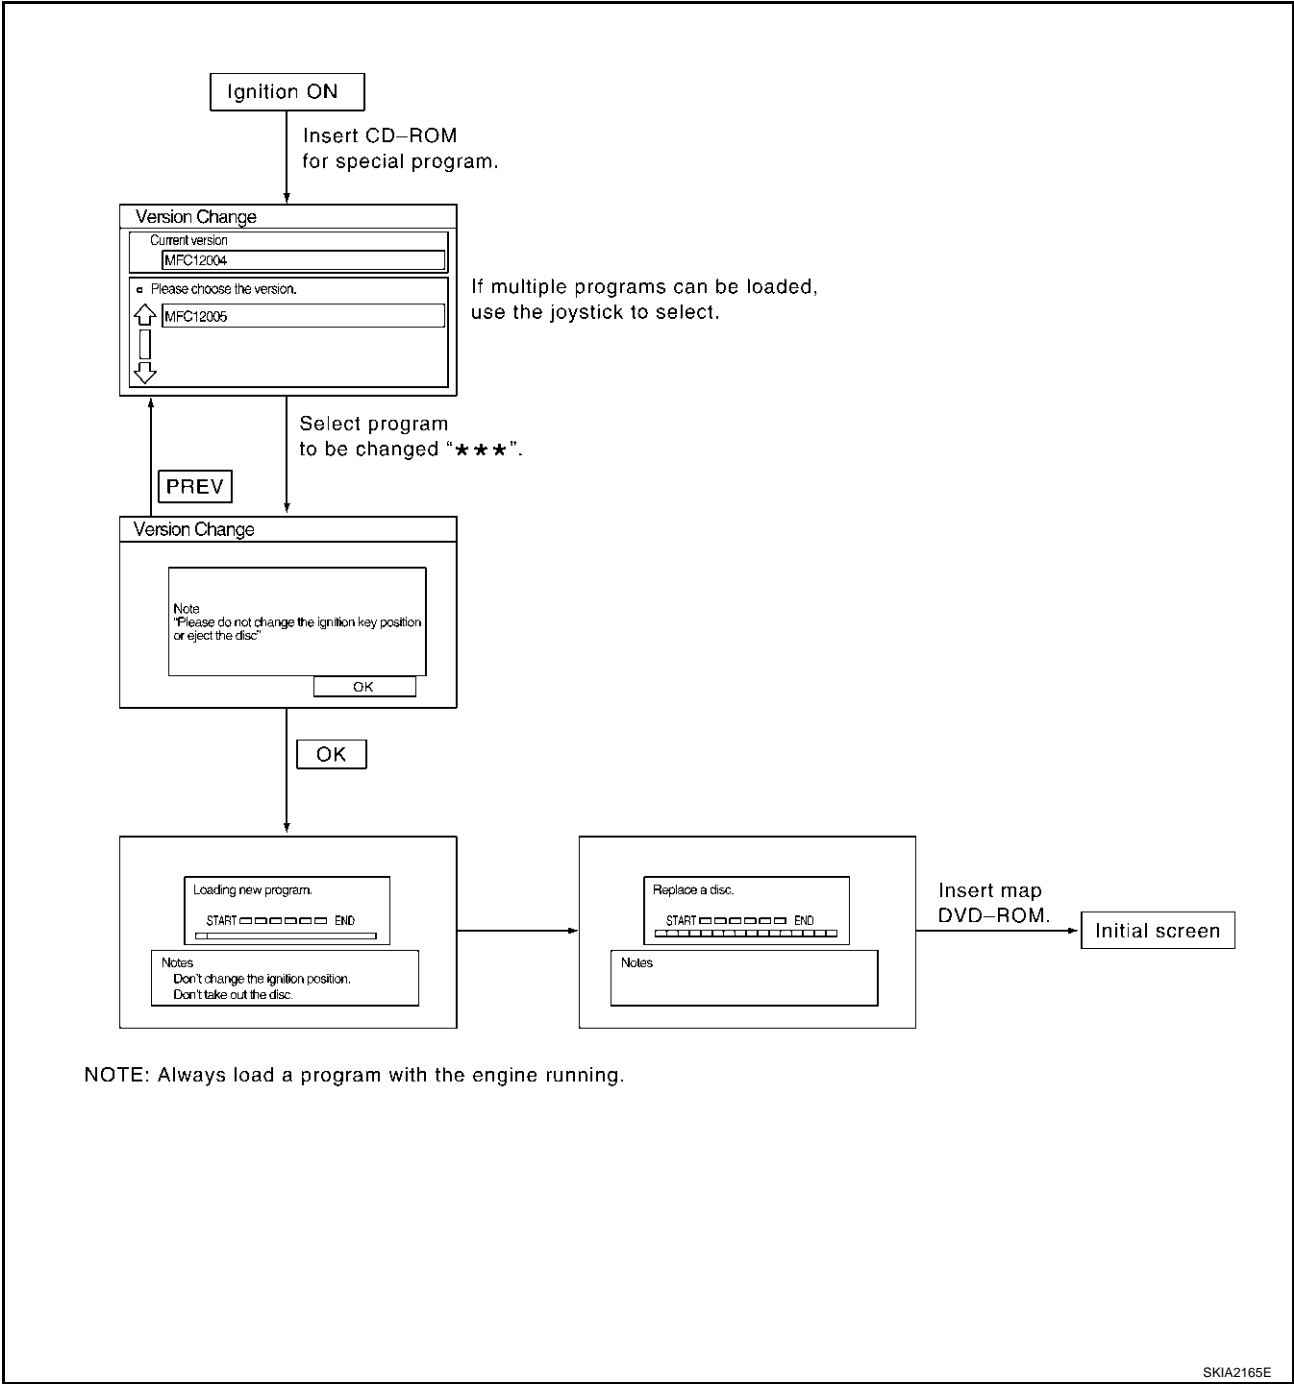 Ignition ON
Insert CD–ROM
for special program.
Version Change
Current version
MFC12004
Please choose the version.
MFC12005
If multiple programs can be loaded,
use the joystick to select.
Select program
to be changed “★★★”.
PREV
Version Change
Note
“Please do not change the ignition key position
or eject the disc”
OK
OK
Loading new program.
START END
Notes
Don't change the ignition position.
Don't take out the disc.
Replace a disc.
START END
Notes
Insert map
DVD–ROM.
Initial screen
NOTE: Always load a program with the engine running.
SKIA2165E